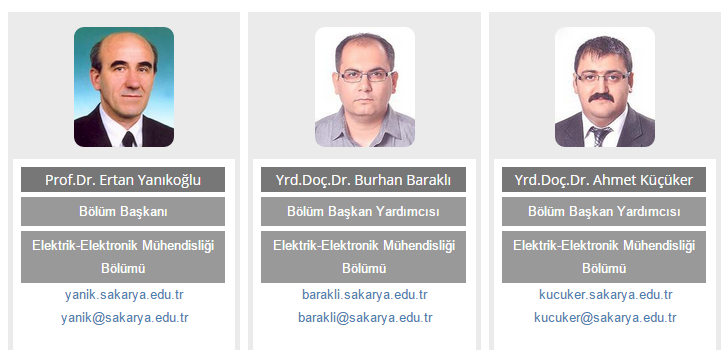 Prof.Dr. Ertan Yanıkoğlu
Bölüm Başkanı
Elektrik-Elektronik Mühendisliği
Bölümü
yanik.sakarya.edu.tr
yanik@sakarya.edu.tr
Yrd.Doç.Dr. Burhan Baraklı
Bölüm Başkan Yardımcısı
Elektrik-Elektronik Mühendisliği
Bölümü
barakli.sakarya.edu.tr
barakli@sakarya.edu.tr
Yrd.Doç.Dr. Ahmet Küçüker
Bölüm Başkan Yardımcısı
Elektrik-Elektronik Mühendisliği
Bölümü
kucuker.sakarya.edu.tr
kucuker@sakarya.edu.tr